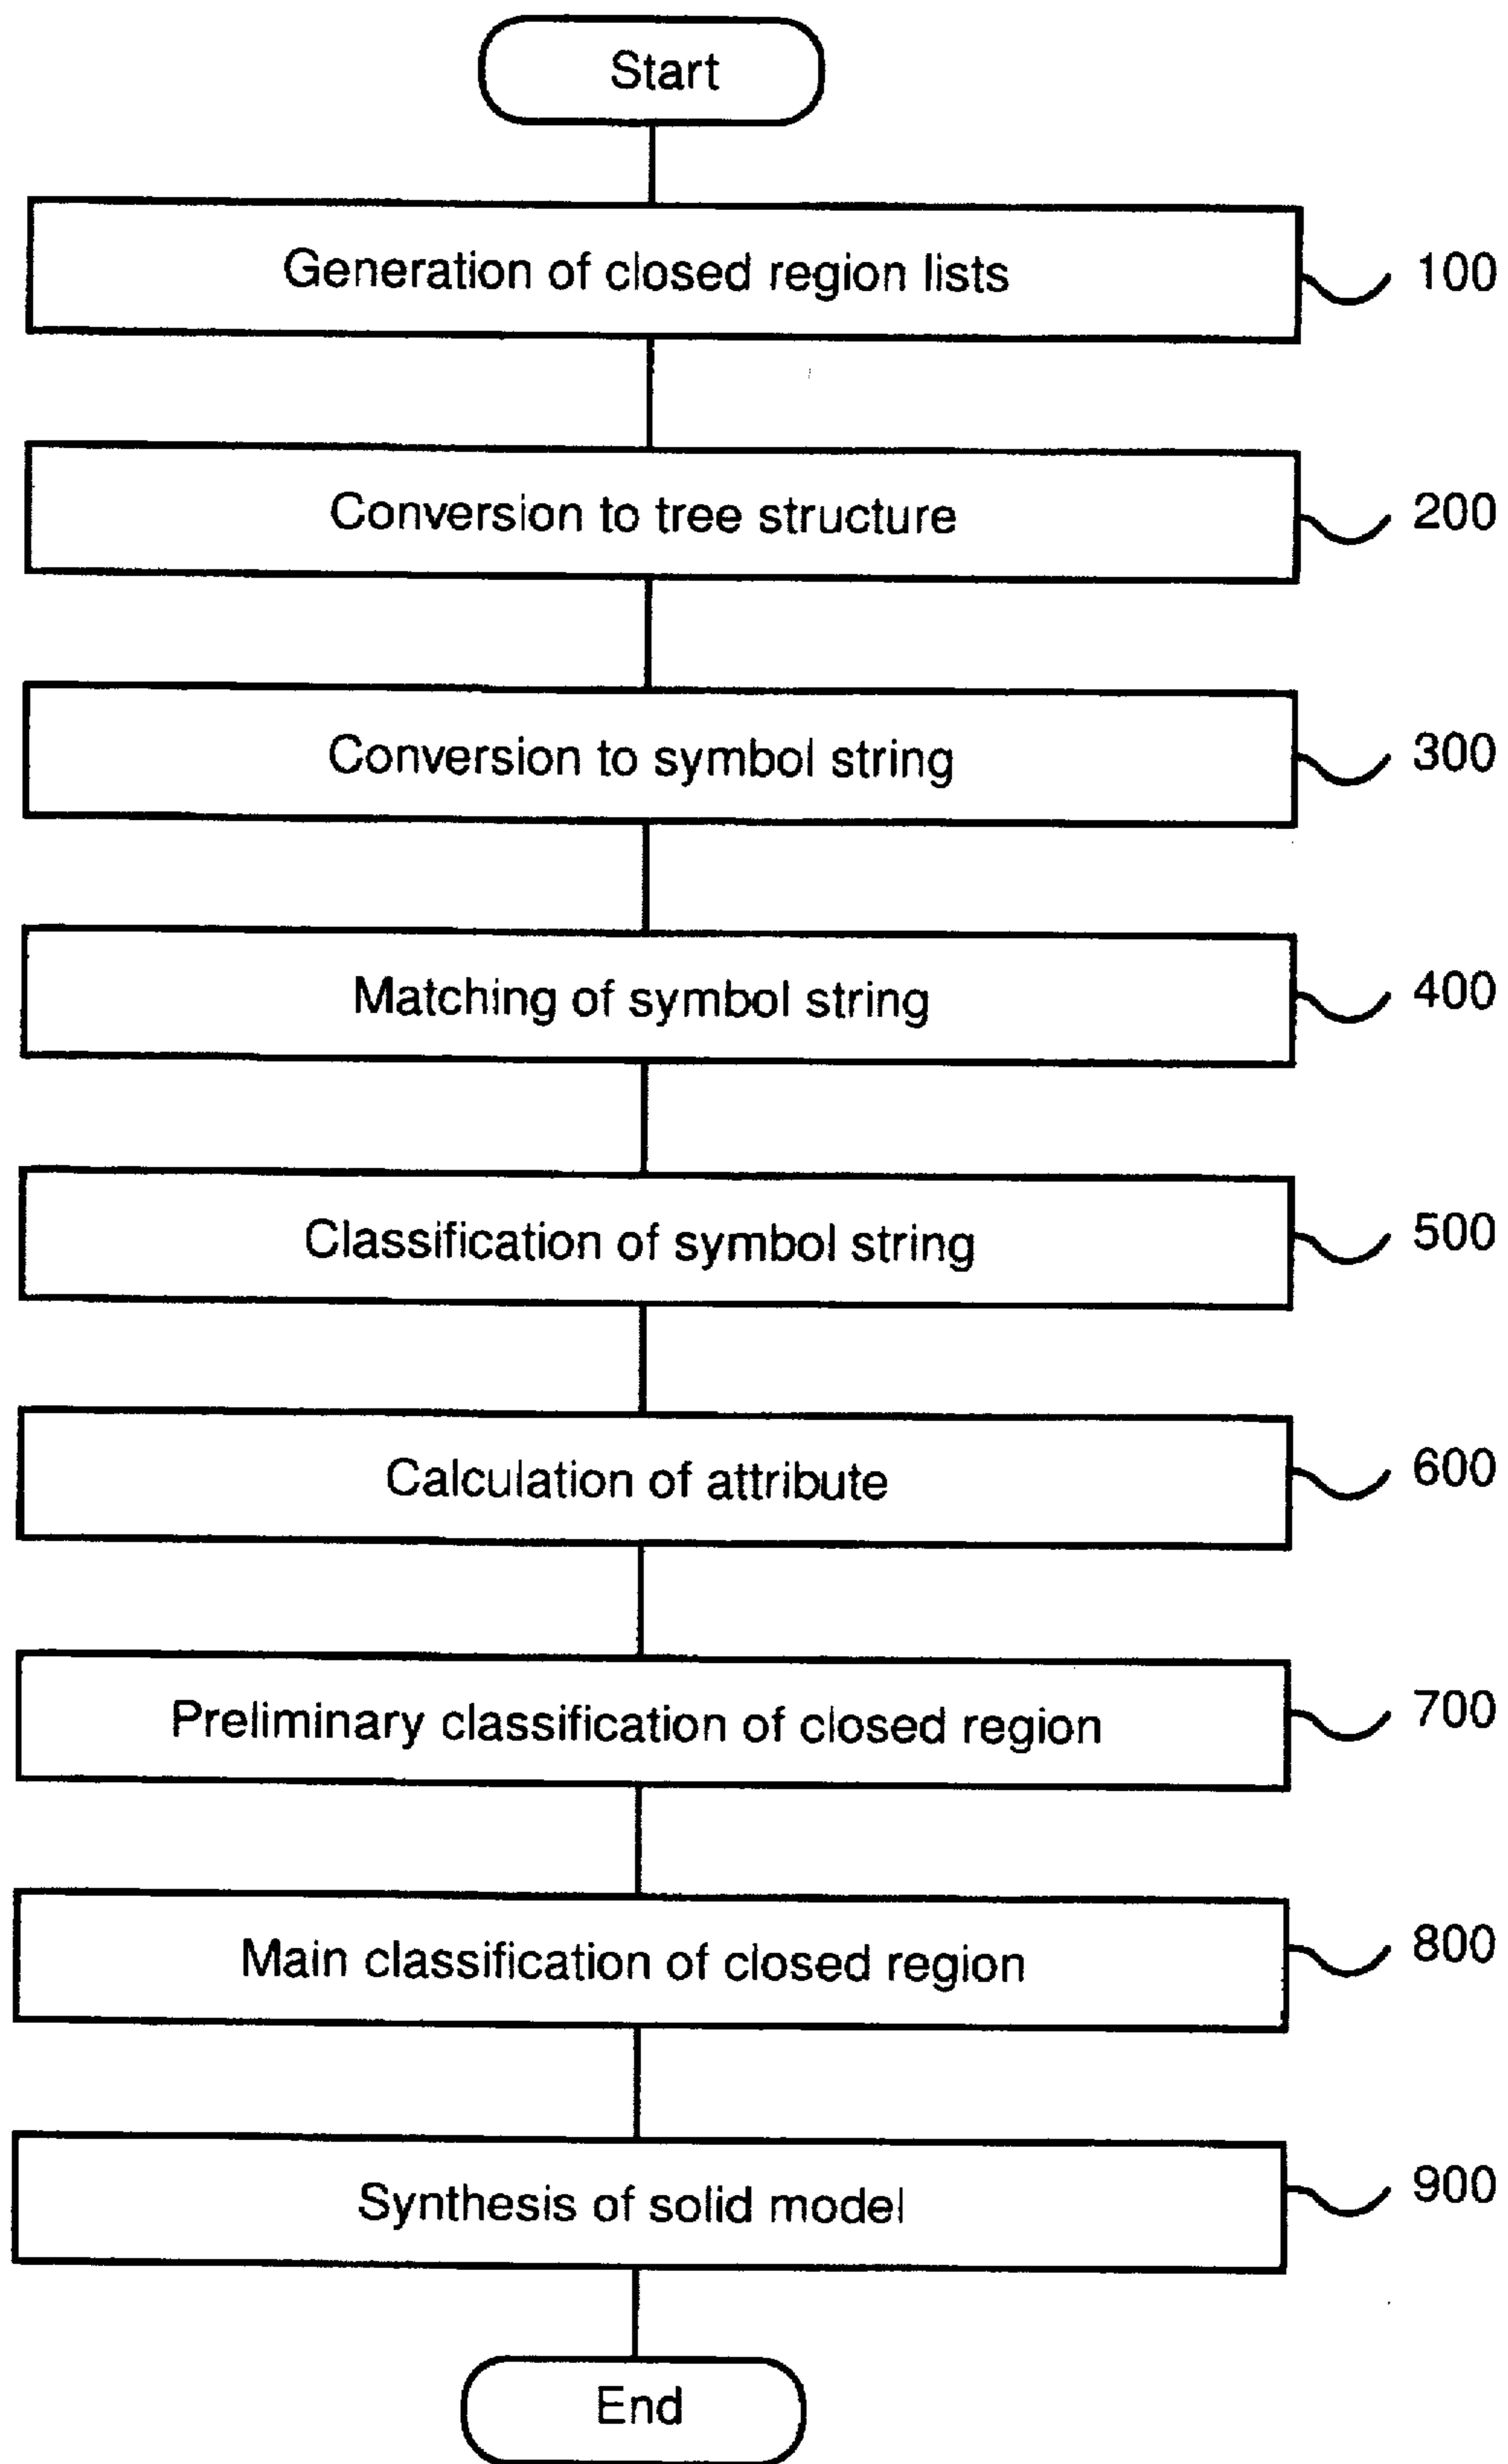 Start
Generation of closed region lists
100
Conversion to tree structure
200
Conversion to symbol string
300
Matching of symbol string
400
Classification of symbol string
500
Calculation of attribute
600
Preliminary classification of closed region
700
Main classification of closed region
800
Synthesis of solid model
900
End